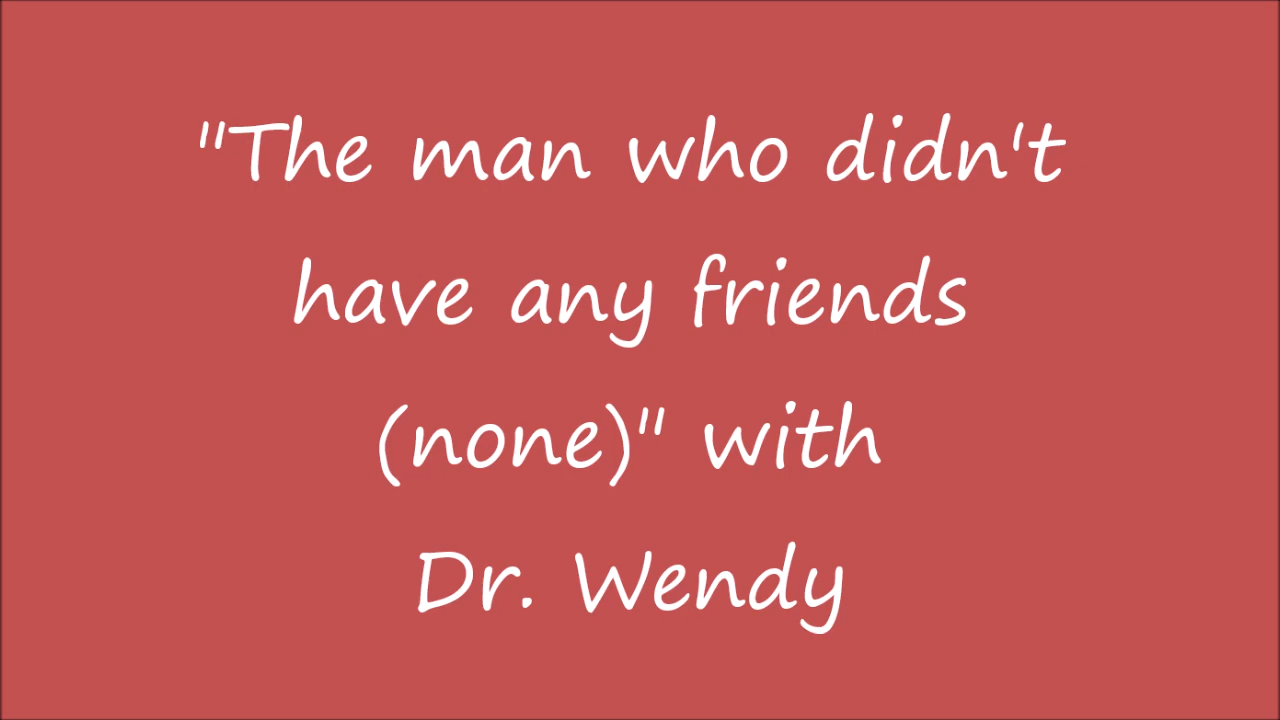 "The man who didn't
have any friends
(none)" with
Dr. Wendy